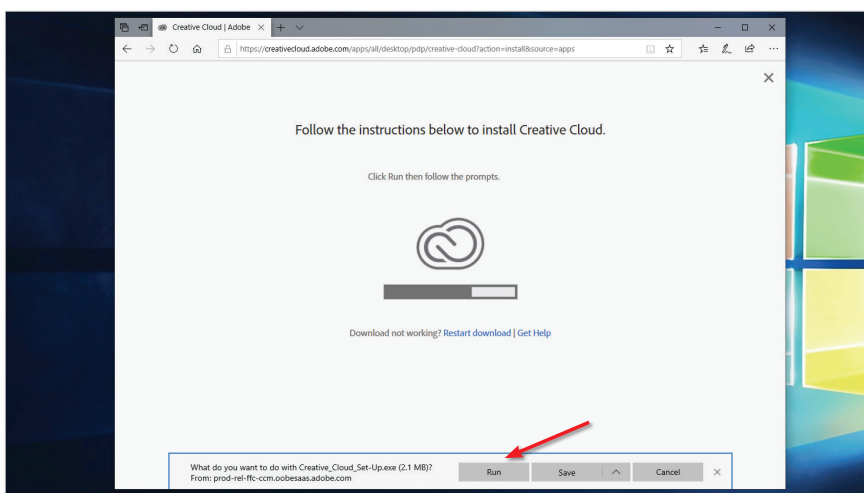 Creative Cloud | Adobe
https://creativecloud.adobe.com/apps/all/desktop/pdp/creative-cloud?action=install&source=apps
Follow the instructions below to install Creative Cloud.
Click Run then follow the prompts.
Download not working? Restart download | Get Help
What do you want to do with Creative_Cloud_Set-Up.exe (2.1 MB)?
From: prod-rel-ffc-ccm.oobesaas.adobe.com
Run Save Cancel